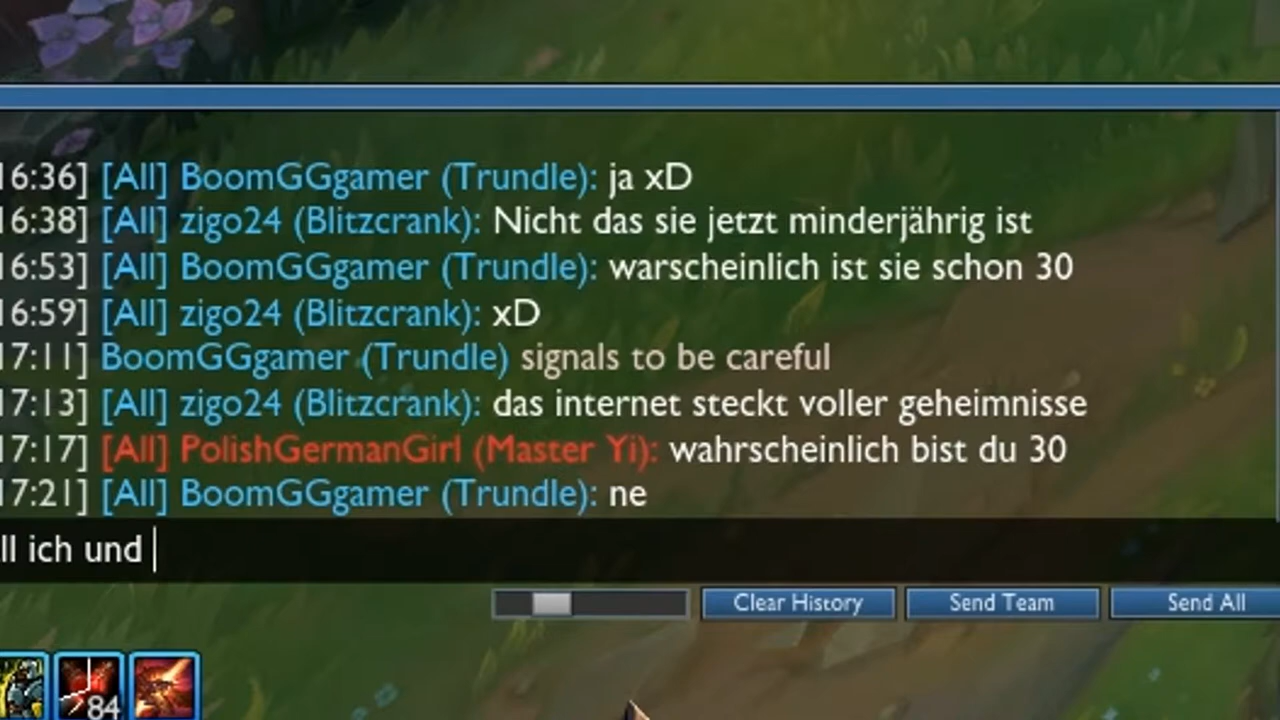 16:36] [All] BoomGGgamer (Trundle): ja xD
16:38] [All] zigo24 (Blitzcrank): Nicht das sie jetzt minderjährig ist
16:53] [All] BoomGGgamer (Trundle): warscheinlich ist sie schon 30
16:59] [All] zigo24 (Blitzcrank): xD
17:11] BoomGGgamer (Trundle) signals to be careful
17:13] [All] zigo24 (Blitzcrank): das internet steckt voller geheimnisse
17:17] [All] PolishGermanGirl (Master Yi): wahrscheinlich bist du 30
17:21] [All] BoomGGgamer (Trundle): ne
ll ich und
Clear History Send Team Send All
84